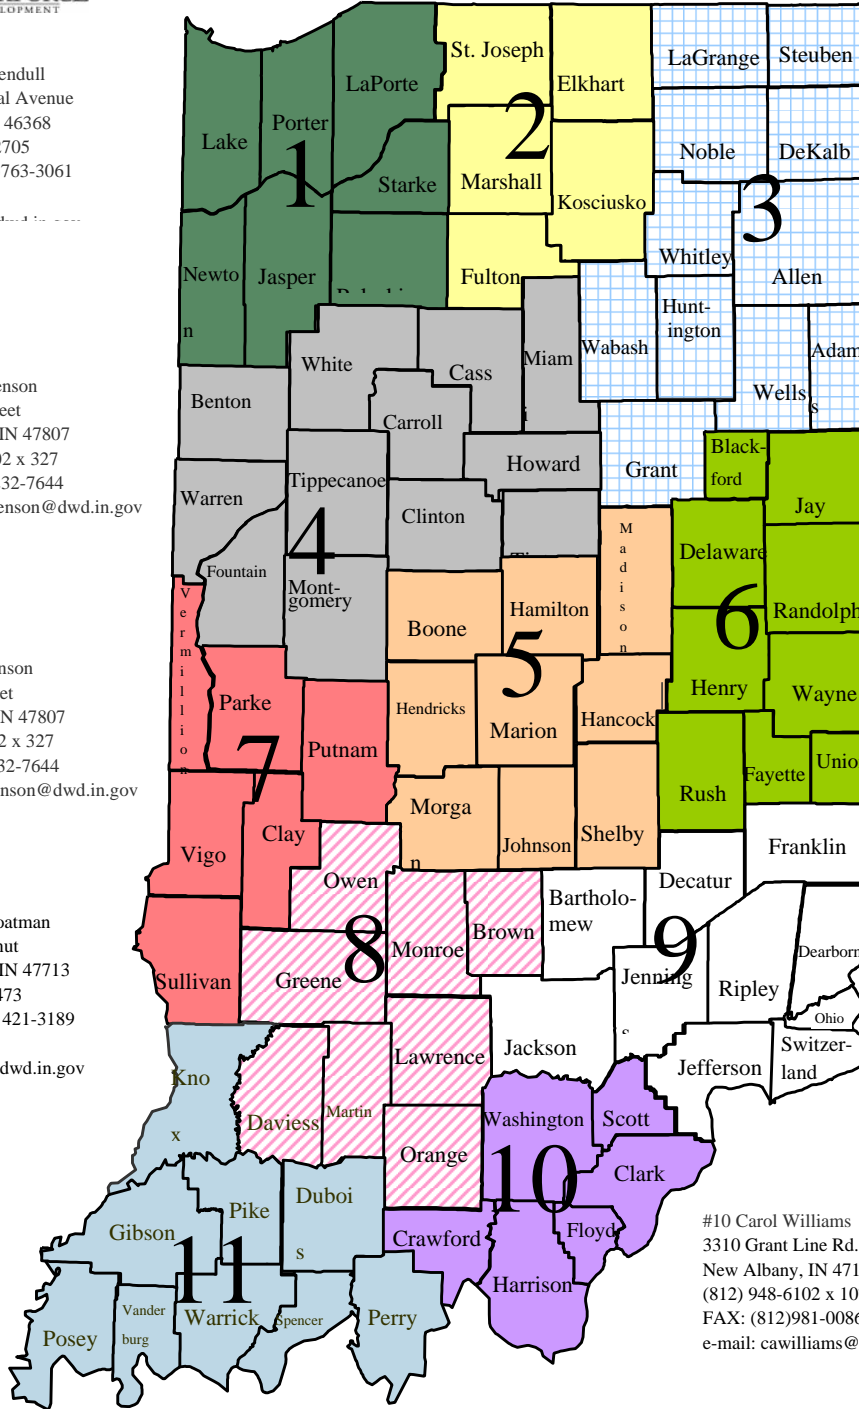 ELOPMENT
endull
al Avenue
46368
2705
763-3061
St. Joseph
LaGrange
Steuben
LaPorte
Elkhart
2
Porter
Lake
1
Noble
DeKalb
Starke
Marshall
Kosciusko
3
Newto
n
Jasper
Fulton
Whitley
Allen
Hunt-
ington
White
Miam
i
Wabash
Adam
s
Cass
enson
eet
IN 47807
02 x 327
232-7644
enson@dwd.in.gov
Benton
Carroll
Wells
Howard
Grant
Black-
ford
Tippecanoe
Warren
Clinton
Jay
4
Madison
Delaware
Fountain
Mont-
gomery
Vermillion
Boone
Hamilton
6
Randolph
5
nson
et
N 47807
2 x 327
32-7644
nson@dwd.in.gov
Parke
Henry
Wayne
Hendricks
Marion
Hancock
7
Putnam
Unio
Fayette
Rush
Morga
n
Clay
Johnson
Shelby
Vigo
Franklin
Owen
Decatur
Bartholo-
mew
oatman
nut
IN 47713
473
421-3189
dwd.in.gov
8
Brown
9
Monroe
Dearborn
Sullivan
Greene
Jenning
s
Ripley
Ohio
Jackson
Switzer-
land
Lawrence
Jefferson
Kno
x
Martin
Daviess
Washington
Scott
Orange
10
Clark
Duboi
s
Pike
Gibson
Crawford
Floyd
11
Harrison
#10 Carol Williams
3310 Grant Line Rd.
New Albany, IN 471
(812) 948-6102 x 10
FAX: (812)981-0086
e-mail: cawilliams@
Vander
burg
Warrick
Spencer
Perry
Posey